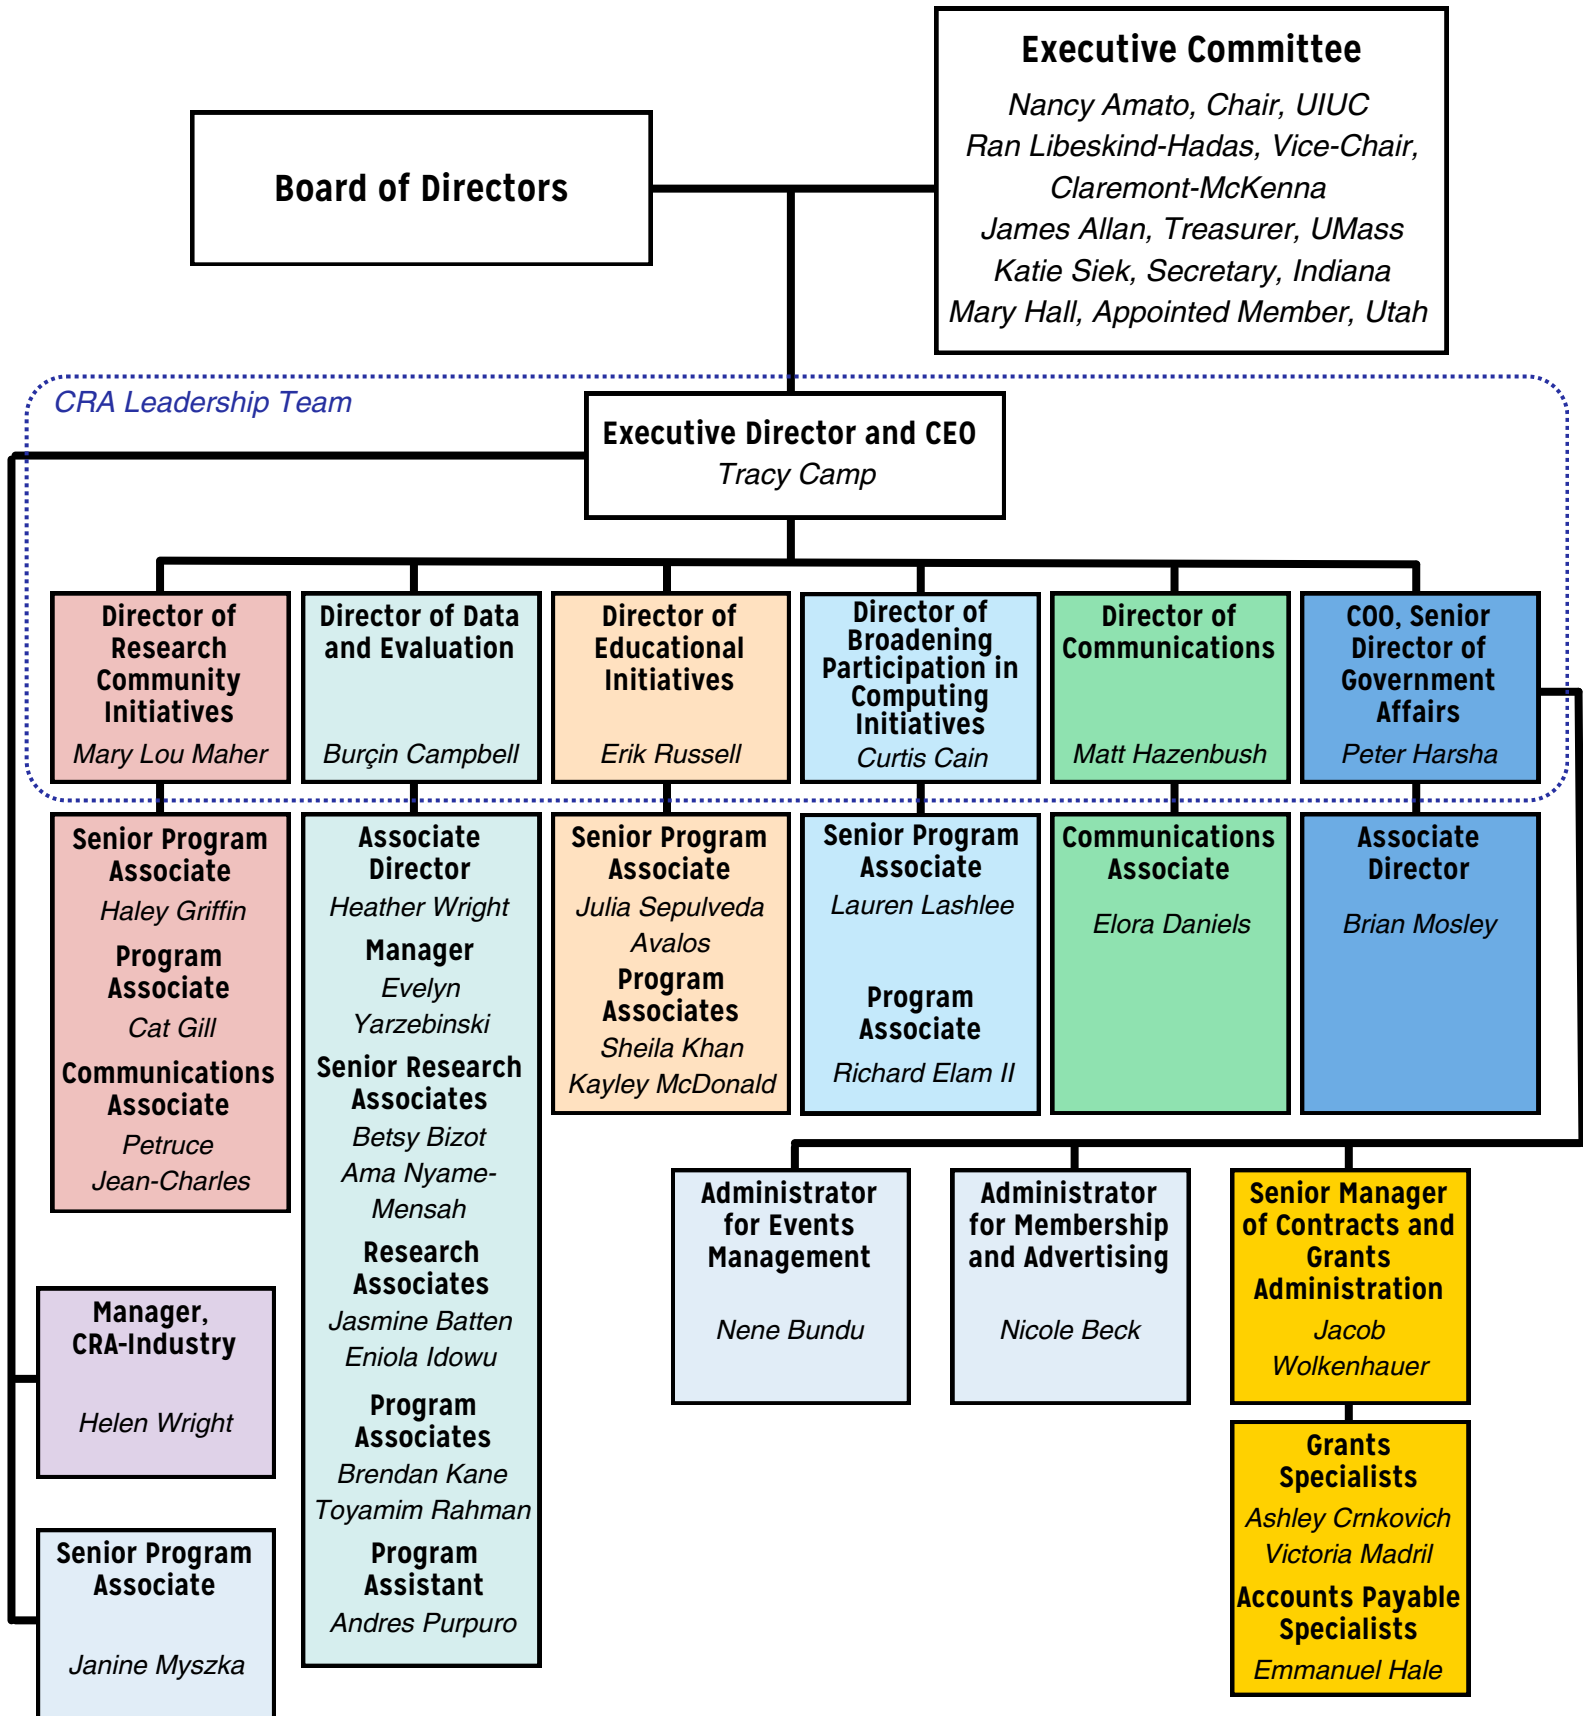 Executive Committee
Nancy Amato, Chair, UIUC
Ran Libeskind-Hadas, Vice-Chair,
Claremont-McKenna
James Allan, Treasurer, UMass
Katie Siek, Secretary, Indiana
Mary Hall, Appointed Member, Utah
Board of Directors
CRA Leadership Team
Executive Director and CEO
Tracy Camp
Director of
Research
Community
Initiatives
Mary Lou Maher
Director of Data
and Evaluation
Burçin Campbell
Director of
Educational
Initiatives
Erik Russell
Director of
Broadening
Participation in
Computing
Initiatives
Curtis Cain
Director of
Communications
Matt Hazenbush
COO, Senior
Director of
Government
Affairs
Peter Harsha
Senior Program
Associate
Haley Griffin
Program
Associate
Cat Gill
Communications
Associate
Petruce
Jean-Charles
Associate
Director
Heather Wright
Manager
Evelyn
Yarzebinski
Senior Research
Associates
Betsy Bizot
Ama Nyame-
Mensah
Research
Associates
Jasmine Batten
Eniola Idowu
Program
Associates
Brendan Kane
Toyamim Rahman
Program
Assistant
Andres Purpuro
Senior Program
Associate
Julia Sepulveda
Avalos
Program
Associates
Sheila Khan
Kayley McDonald
Senior Program
Associate
Lauren Lashlee
Program
Associate
Richard Elam II
Communications
Associate
Elora Daniels
Associate
Director
Brian Mosley
Administrator
for Events
Management
Nene Bundu
Administrator
for Membership
and Advertising
Nicole Beck
Senior Manager
of Contracts and
Grants
Administration
Jacob
Wolkenhauer
Grants
Specialists
Ashley Crnkovich
Victoria Madril
Accounts Payable
Specialists
Emmanuel Hale
Manager,
CRA-Industry
Helen Wright
Senior Program
Associate
Janine Myszka